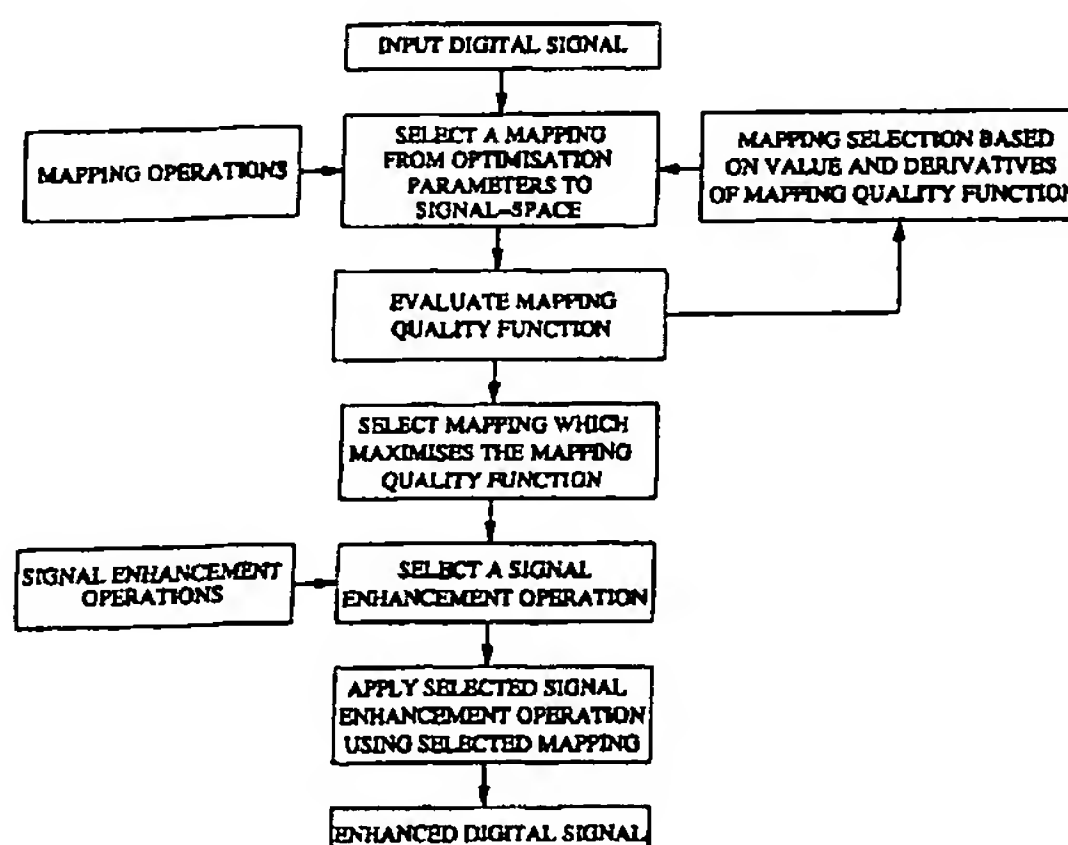 INPUT DIGITAL SIGNAL
MAPPING OPERATIONS
SELECT A MAPPING
FROM OPTIMISATION
PARAMETERS TO
SIGNAL-SPACE
MAPPING SELECTION BASED
ON VALUE AND DERIVATIVES
OF MAPPING QUALITY FUNCTION
EVALUATE MAPPING
QUALITY FUNCTION
SELECT MAPPING WHICH
MAXIMISES THE MAPPING
QUALITY FUNCTION
SIGNAL ENHANCEMENT
OPERATIONS
SELECT A SIGNAL
ENHANCEMENT OPERATION
APPLY SELECTED SIGNAL
ENHANCEMENT OPERATION
USING SELECTED MAPPING
ENHANCED DIGITAL SIGNAL